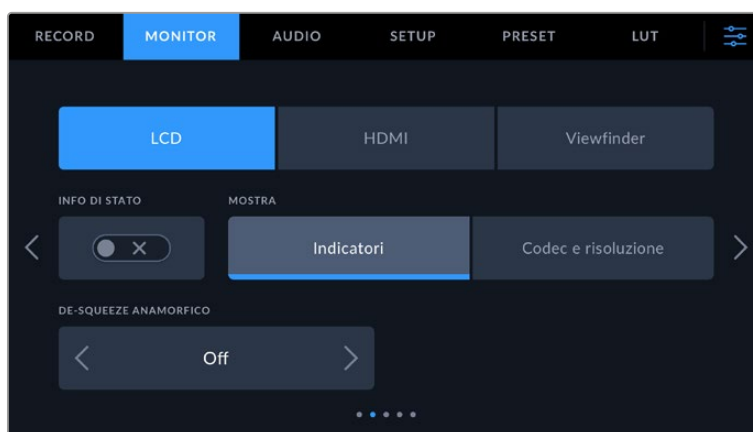 RECORD MONITOR AUDIO SETUP PRESET LUT
LCD HDMI Viewfinder
INFO DI STATO MOSTRA
Indicatori Codec e risoluzione
DE-SQUEEZE ANAMORFICO
Off